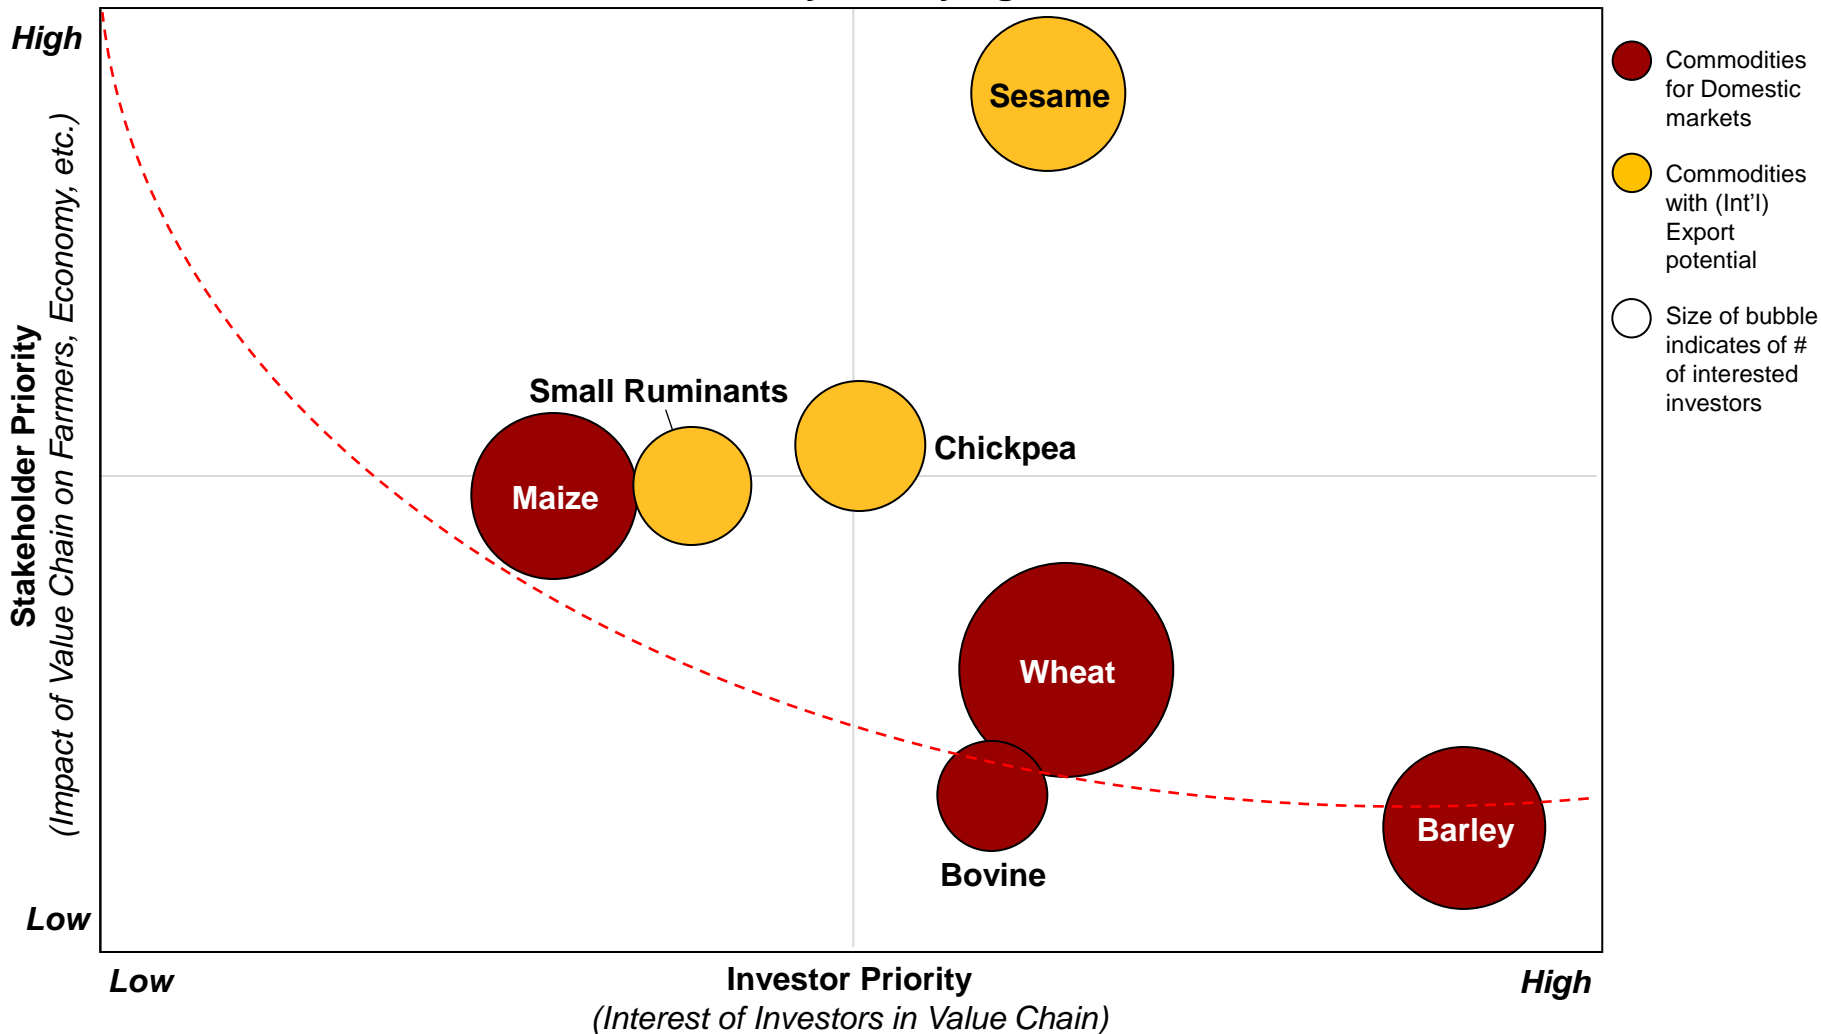 High
Sesame
Commodities
for Domestic
markets
Commodities
with (Int'l)
Export
potential
Size of bubble
indicates of #
of interested
investors
Stakeholder Priority
(Impact of Value Chain on Farmers, Economy, etc.)
Small Ruminants
Chickpea
Maize
Wheat
Barley
Bovine
Low
Low
Investor Priority
High
(Interest of Investors in Value Chain)